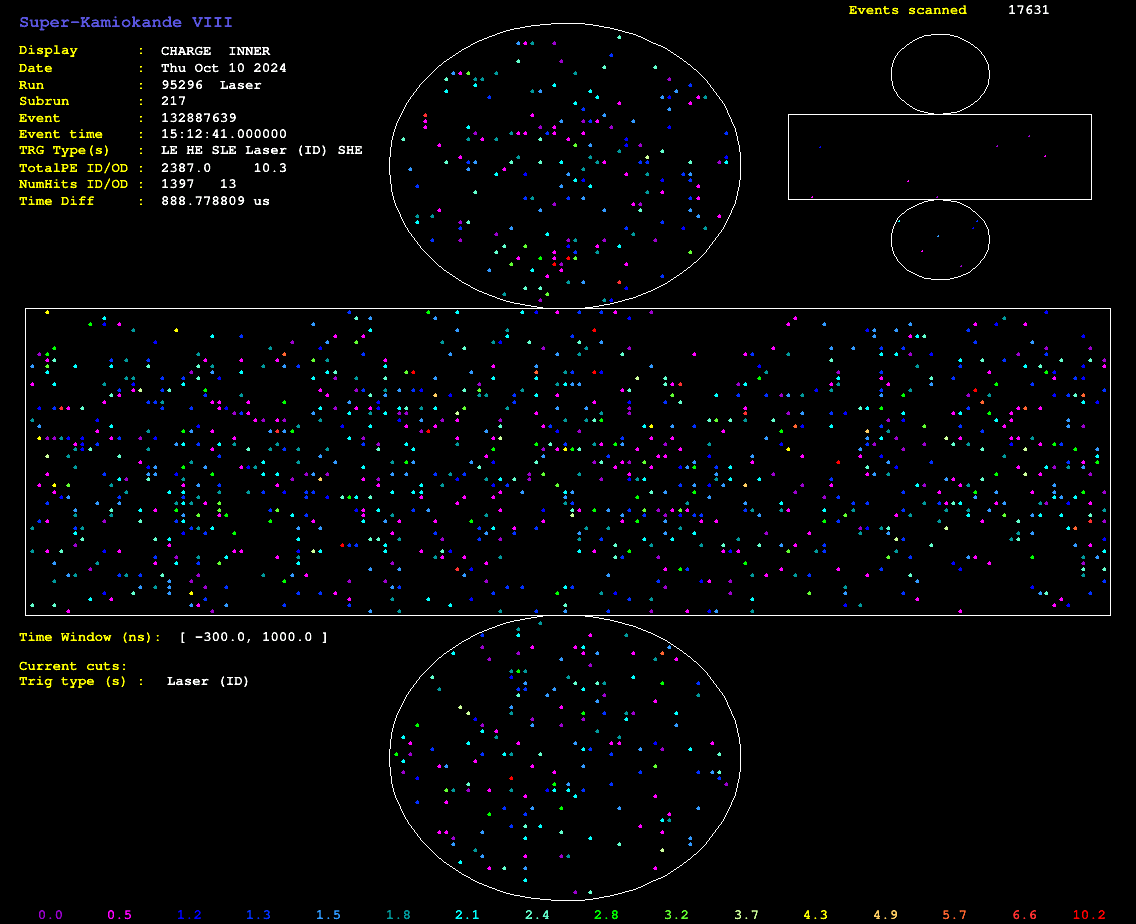 Super-Kamiokande VIII
Events scanned 17631
Display : CHARGE INNER
Date : Thu Oct 10 2024
Run : 95296 Laser
Subrun : 217
Event : 132887639
Event time : 15:12:41.000000
TRG Type(s) : LE HE SLE Laser (ID) SHE
TotalPE ID/OD : 2387.0 10.3
NumHits ID/OD : 1397 13
Time Diff : 888.778809 us
Time Window (ns): [ -300.0, 1000.0 ]
Current cuts:
Trig type (s) : Laser (ID)
0.0 0.5 1.2 1.3 1.5 1.8 2.1 2.4 2.8 3.2 3.7 4.3 4.9 5.7 6.6 10.2